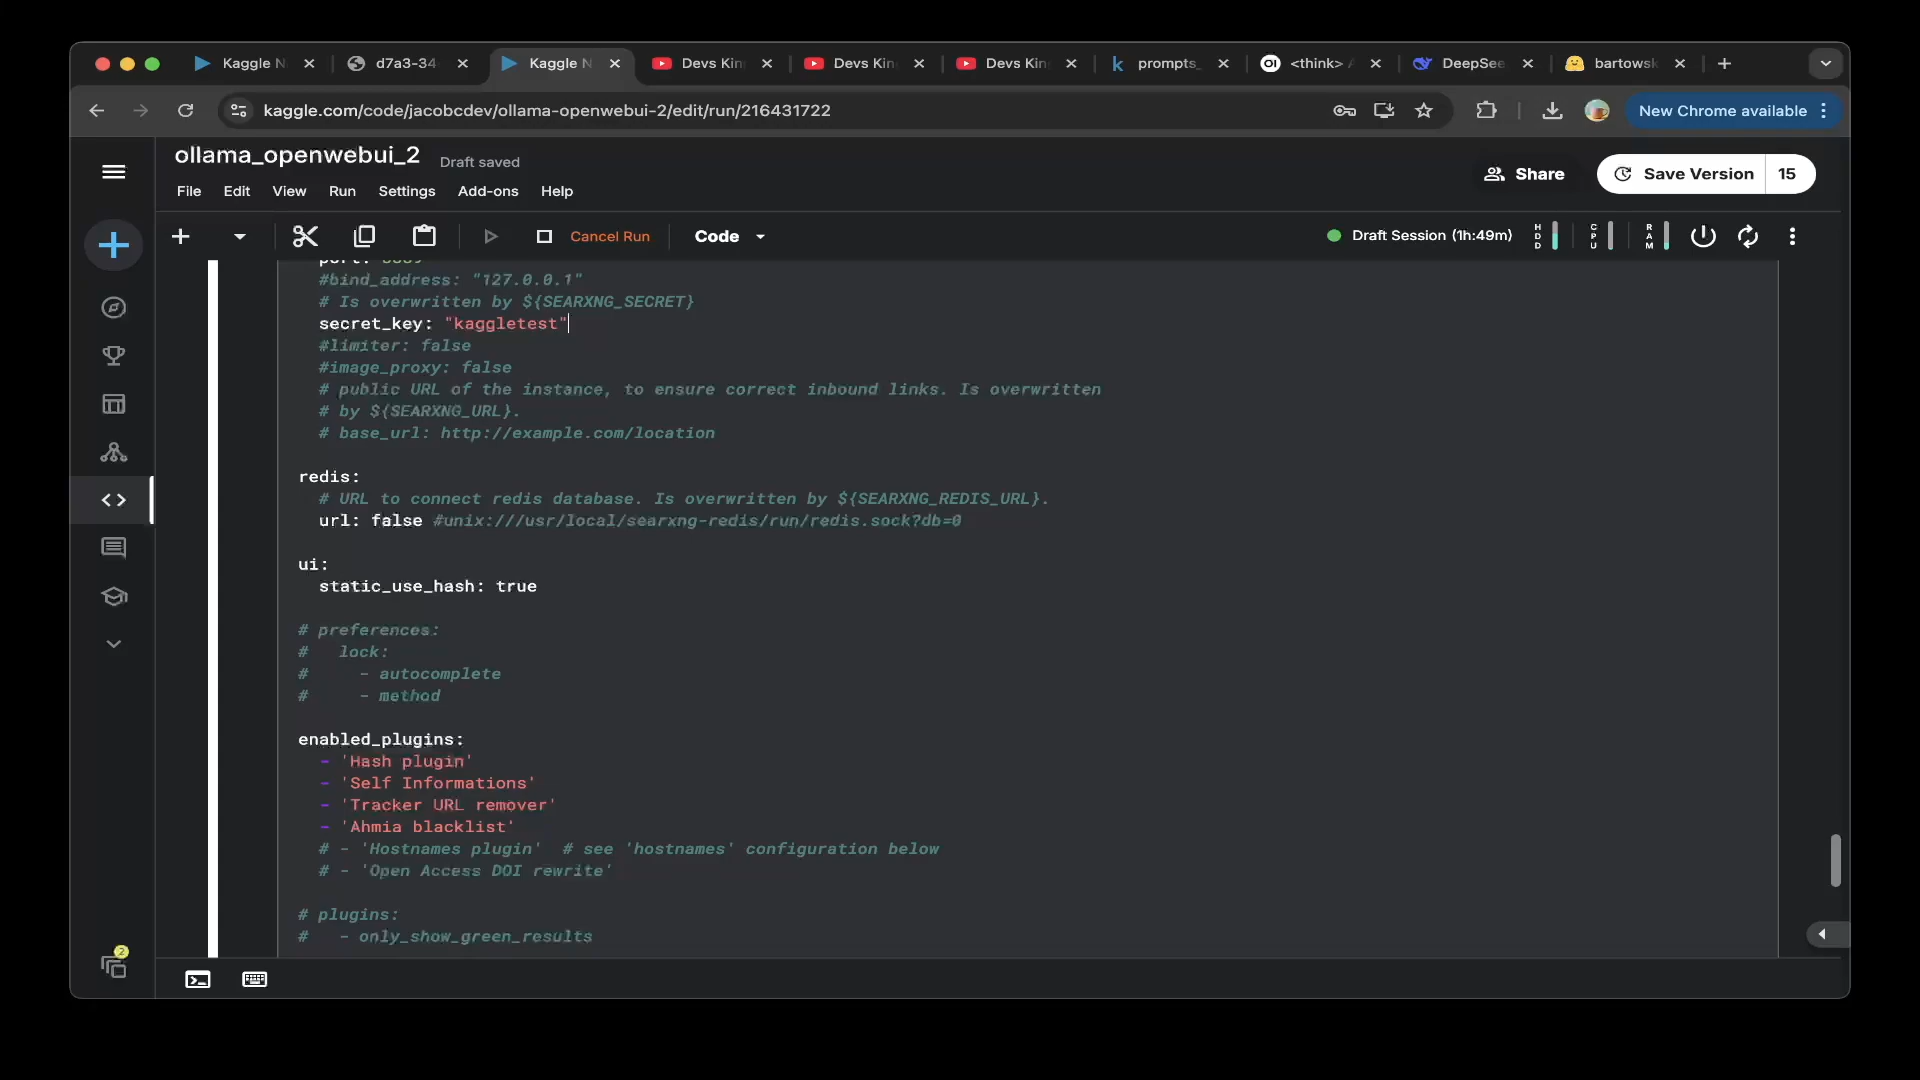 Kaggle N
d7a3-34
Kaggle N
Devs Kin
Devs Kin
Devs Kin
k prompts_
OI <think>
DeepSee
bartowsk
kaggle.com/code/jacobcdev/ollama-openwebui-2/edit/run/216431722
New Chrome available
ollama_openwebui_2
Draft saved
File Edit View Run Settings Add-ons Help
Share
Save Version 15
Cancel Run
Code
Draft Session (1h:49m)
HDD
CPU
RAM
#bind_address: "127.0.0.1"
# Is overwritten by ${SEARXNG_SECRET}
secret_key: "kaggletest"
#limiter: false
#image_proxy: false
# public URL of the instance, to ensure correct inbound links. Is overwritten
# by ${SEARXNG_URL}.
# base_url: http://example.com/location
redis:
# URL to connect redis database. Is overwritten by ${SEARXNG_REDIS_URL}.
url: false #unix:///usr/local/searxng-redis/run/redis.sock?db=0
ui:
static_use_hash: true
# preferences:
#   lock:
#     - autocomplete
#     - method
enabled_plugins:
- 'Hash plugin'
- 'Self Informations'
- 'Tracker URL remover'
- 'Ahmia blacklist'
# - 'Hostnames plugin'  # see 'hostnames' configuration below
# - 'Open Access DOI rewrite'
# plugins:
#   - only_show_green_results
2